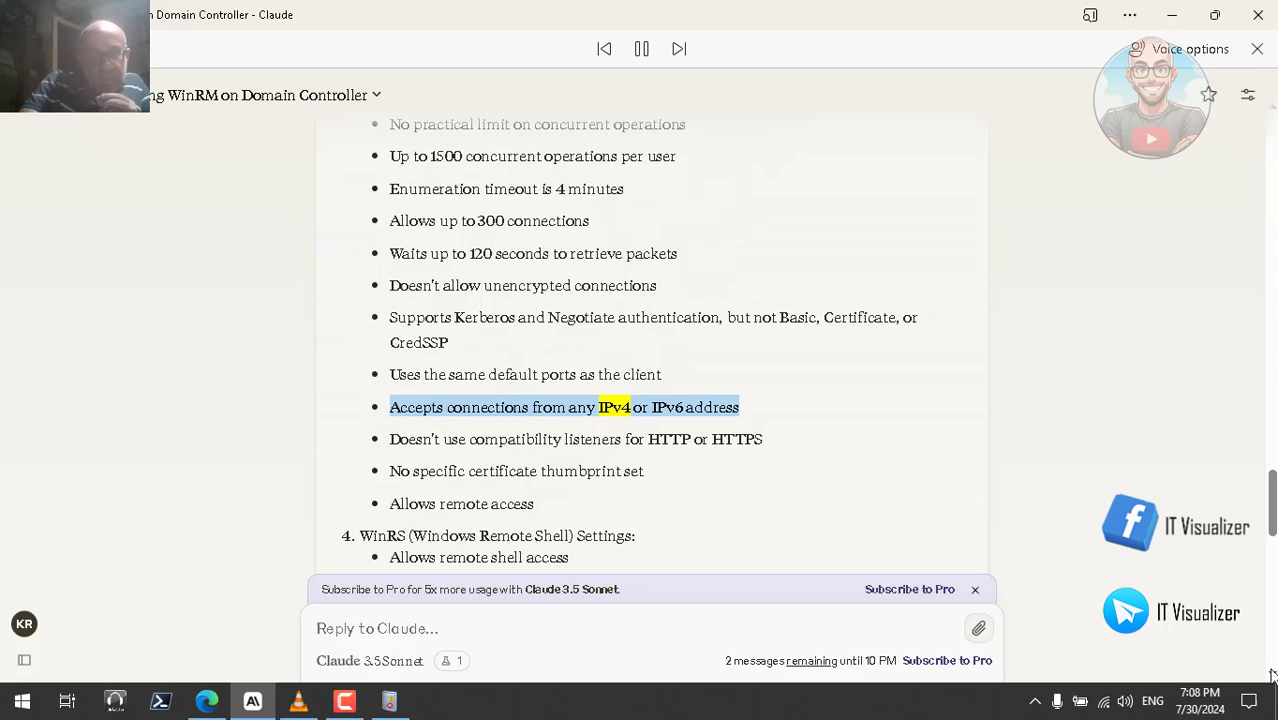 n Domain Controller - Claude
Voice options
ng WinRM on Domain Controller
No practical limit on concurrent operations
Up to 1500 concurrent operations per user
Enumeration timeout is 4 minutes
Allows up to 300 connections
Waits up to 120 seconds to retrieve packets
Doesn't allow unencrypted connections
Supports Kerberos and Negotiate authentication, but not Basic, Certificate, or
CredSSP
Uses the same default ports as the client
Accepts connections from any IPv4 or IPv6 address
Doesn't use compatibility listeners for HTTP or HTTPS
No specific certificate thumbprint set
Allows remote access
4. WinRS (Windows Remote Shell) Settings:
IT Visualizer
Allows remote shell access
Subscribe to Pro for 5x more usage with Claude 3.5 Sonnet.
Subscribe to Pro
IT Visualizer
KR
Reply to Claude...
Claude 3.5 Sonnet
1
2 messages remaining until 10 PM Subscribe to Pro
AI
ENG
7:08 PM
7/30/2024